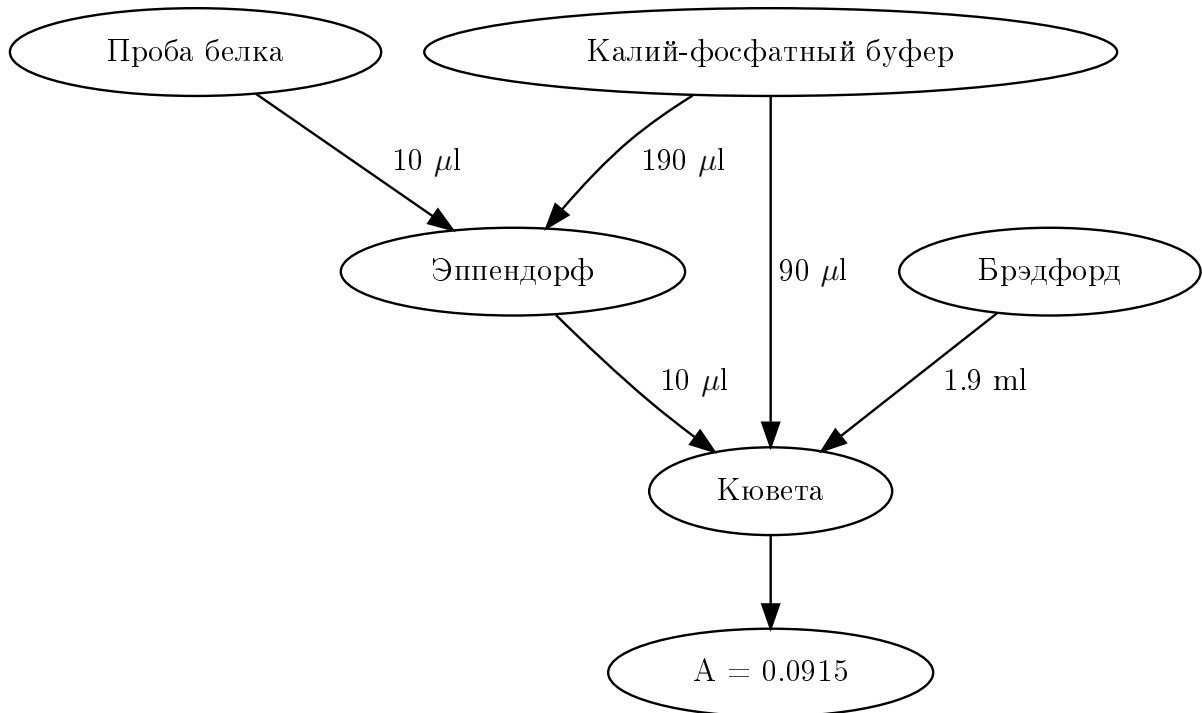 Проба белка
Калий-фосфатный буфер
10 μl
190 μl
Эппендорф
90 μl
Брэдфорд
10 μl
1.9 ml
Кювета
A = 0.0915